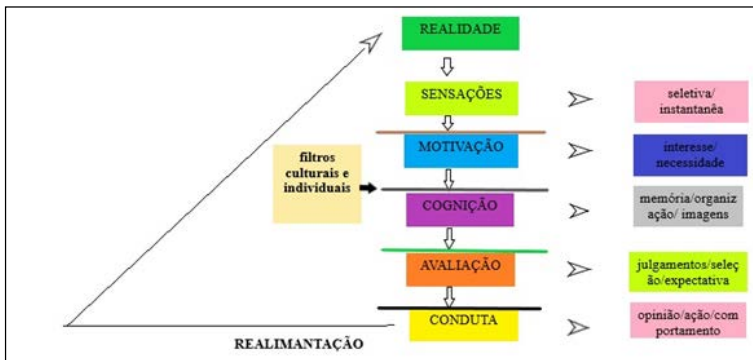 REALIDADE
SENSAÇÕES
seletiva/
instantanêa
MOTIVAÇÃO
interesse/
necessidade
filtros
culturais e
individuais
COGNIÇÃO
memória/organiz
ação/ imagens
AVALIAÇÃO
julgamentos/seleç
ão/expectativa
CONDUTA
opinião/ação/com
portamento
REALIMANTAÇÃO